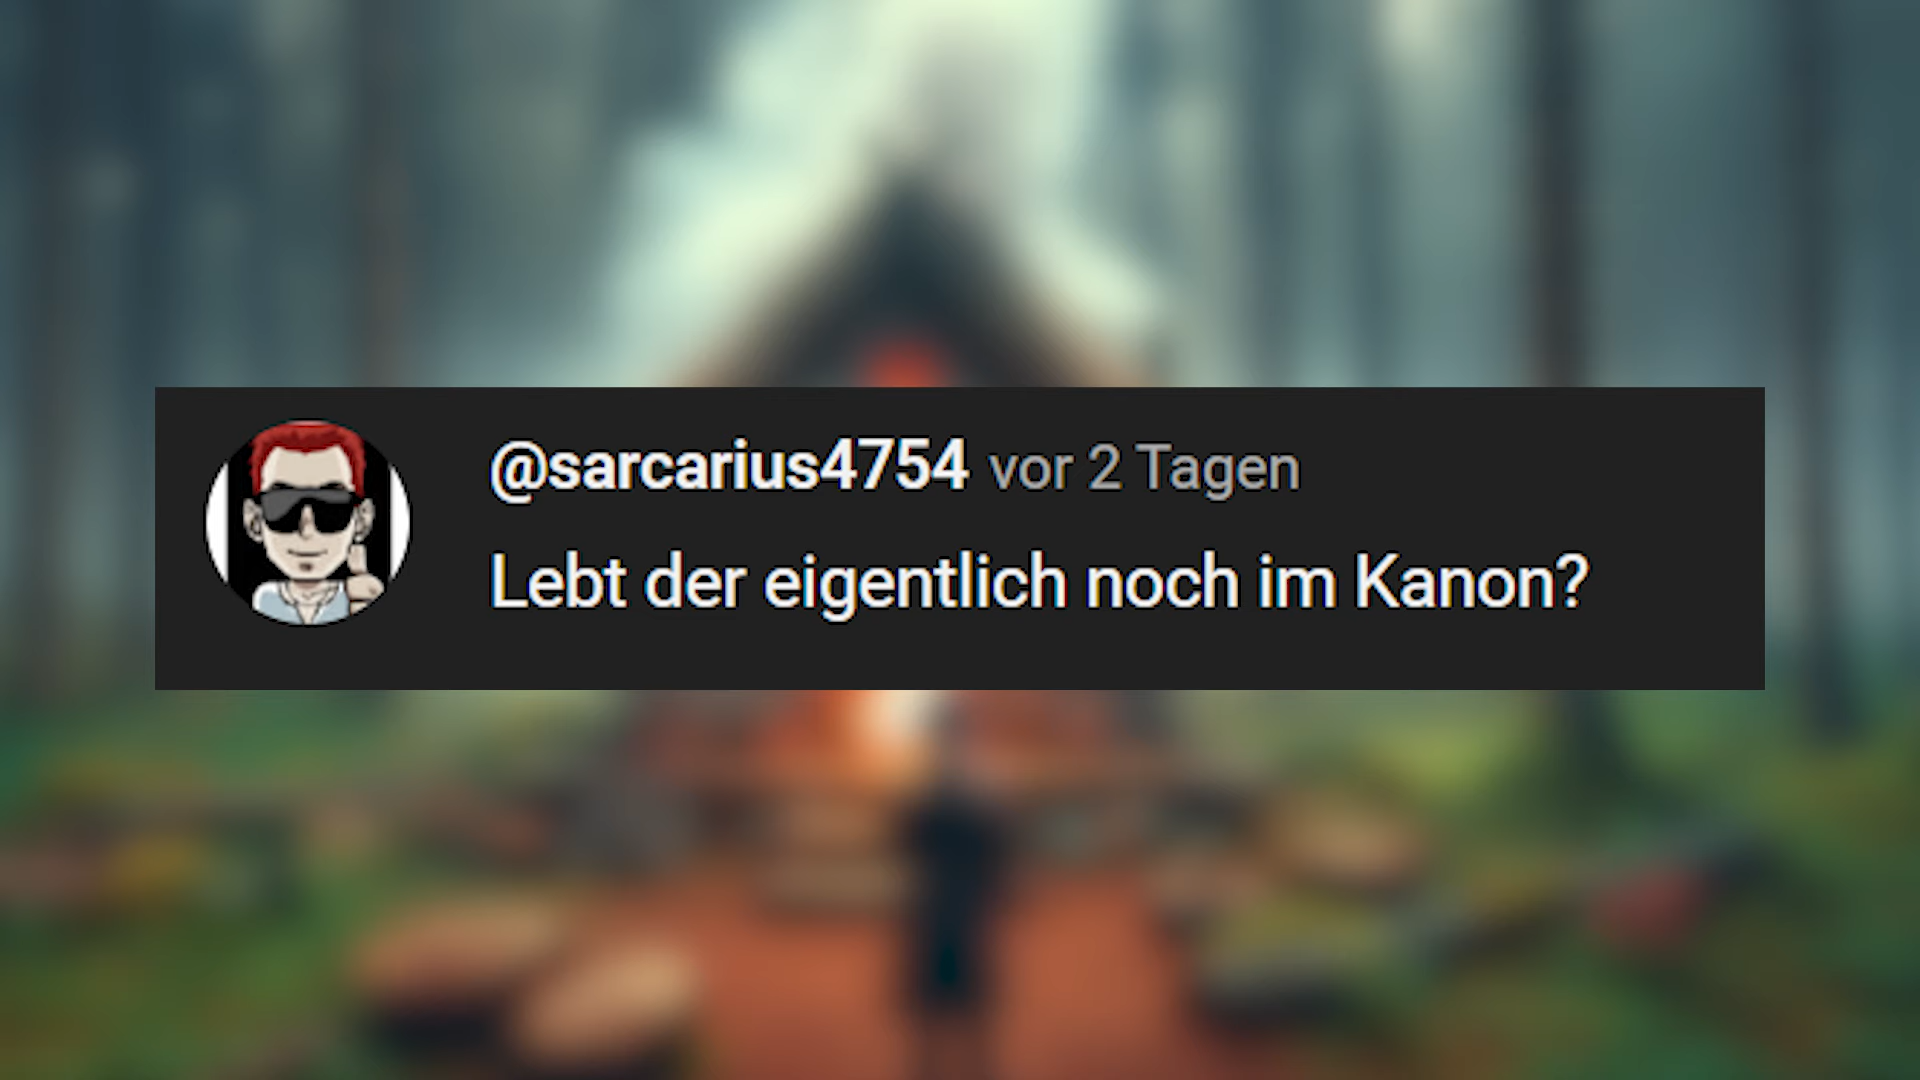 @sarcarius4754 vor 2 Tagen
Lebt der eigentlich noch im Kanon?